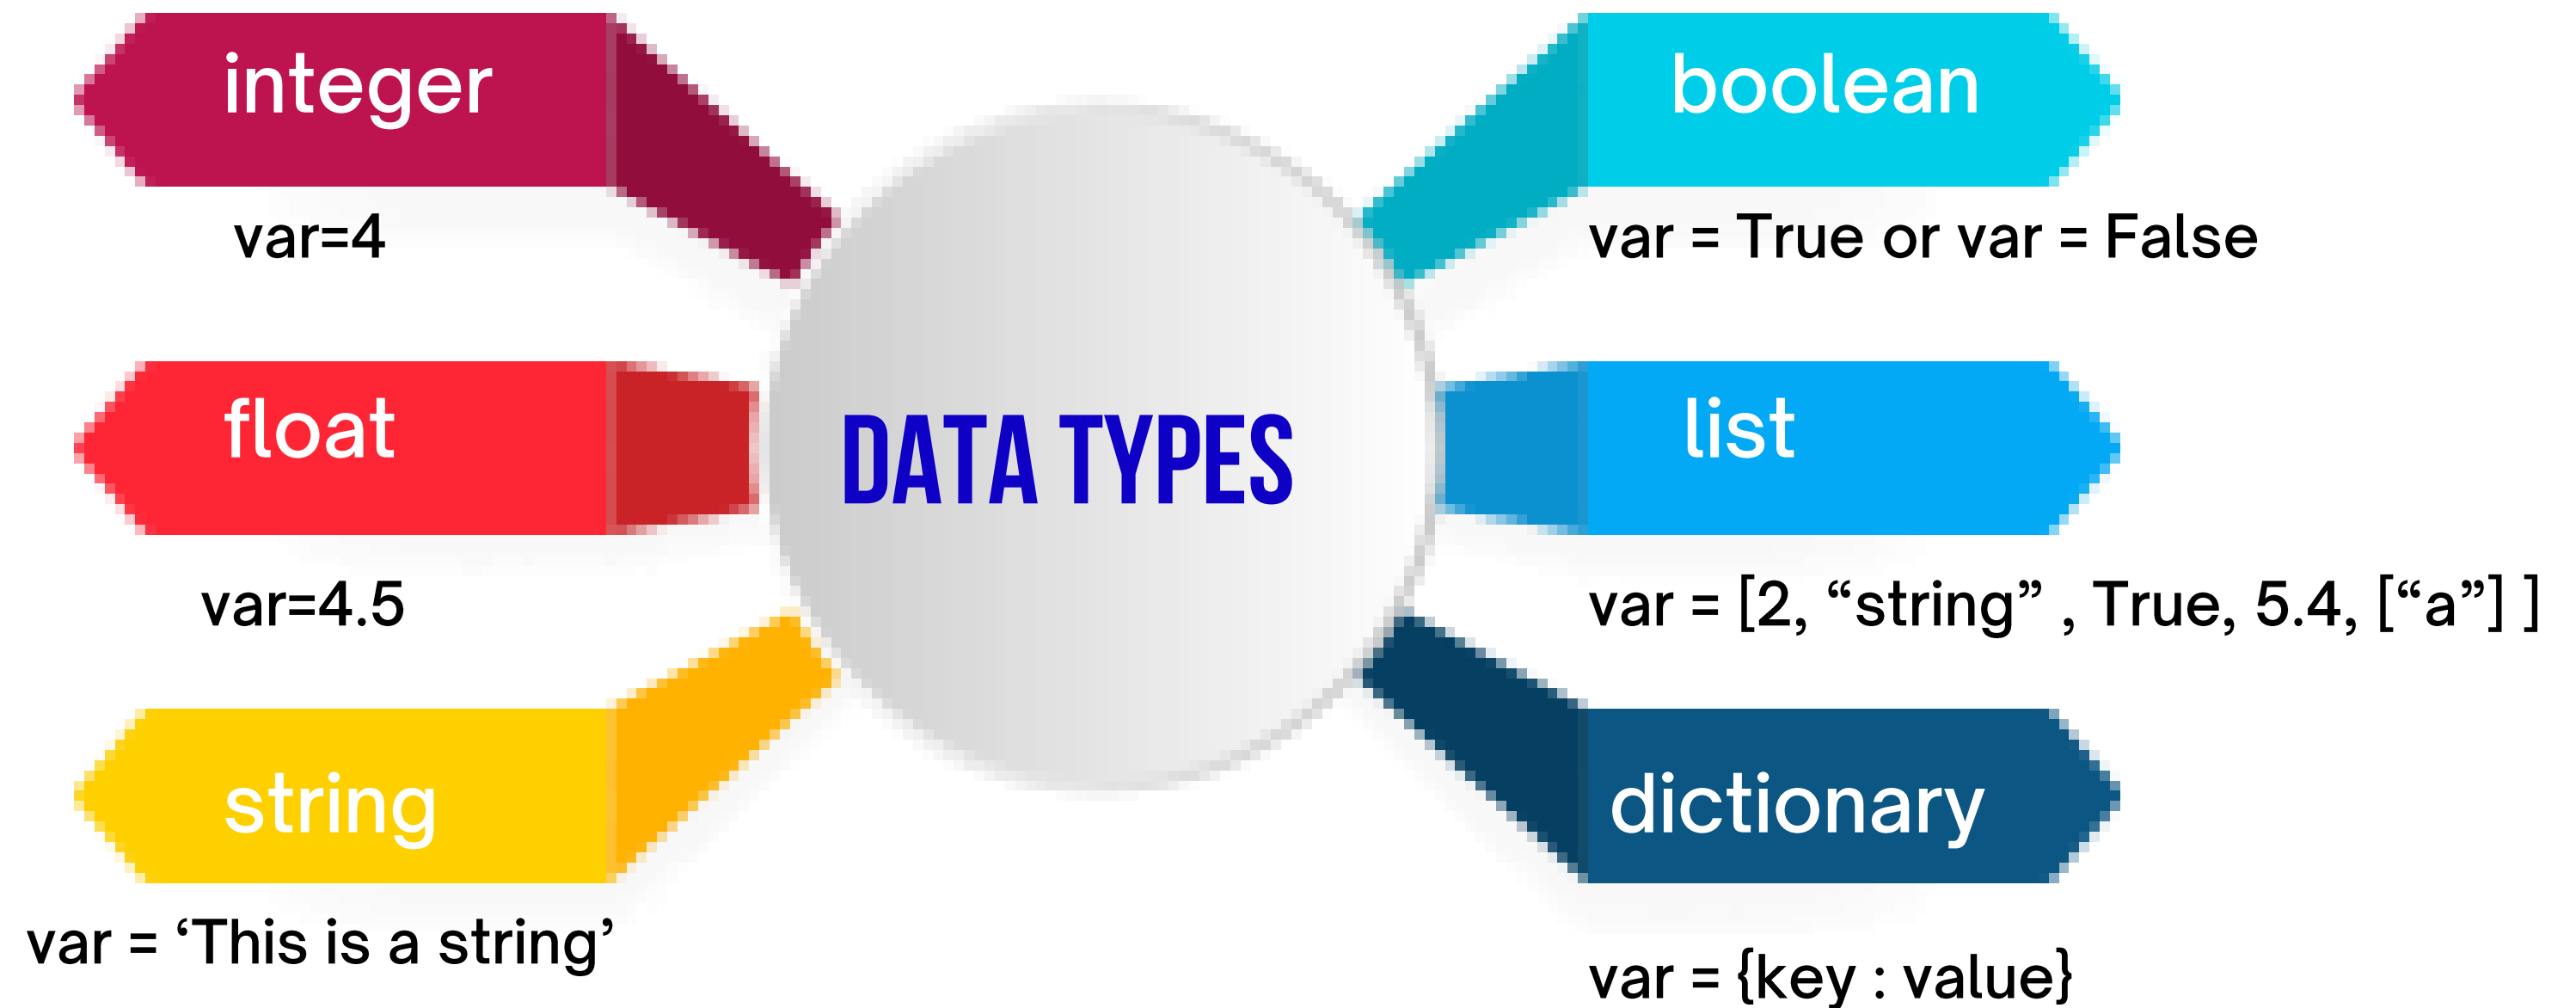 integer
var=4
float
var=4.5
string
var = ‘This is a string’
DATA TYPES
boolean
var = True or var = False
list
var = [2, “string” , True, 5.4, [“a”] ]
dictionary
var = {key : value}